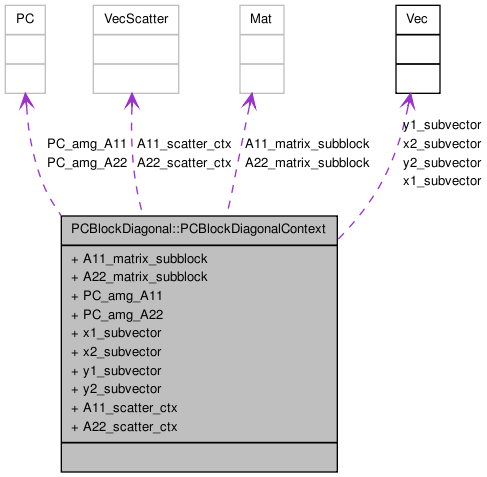 PC
VecScatter
Mat
Vec
PC_amg_A11
PC_amg_A22
A11_scatter_ctx
A22_scatter_ctx
A11_matrix_subblock
A22_matrix_subblock
y1_subvector
x2_subvector
y2_subvector
x1_subvector
PCBlockDiagonal::PCBlockDiagonalContext
+ A11_matrix_subblock
+ A22_matrix_subblock
+ PC_amg_A11
+ PC_amg_A22
+ x1_subvector
+ x2_subvector
+ y1_subvector
+ y2_subvector
+ A11_scatter_ctx
+ A22_scatter_ctx